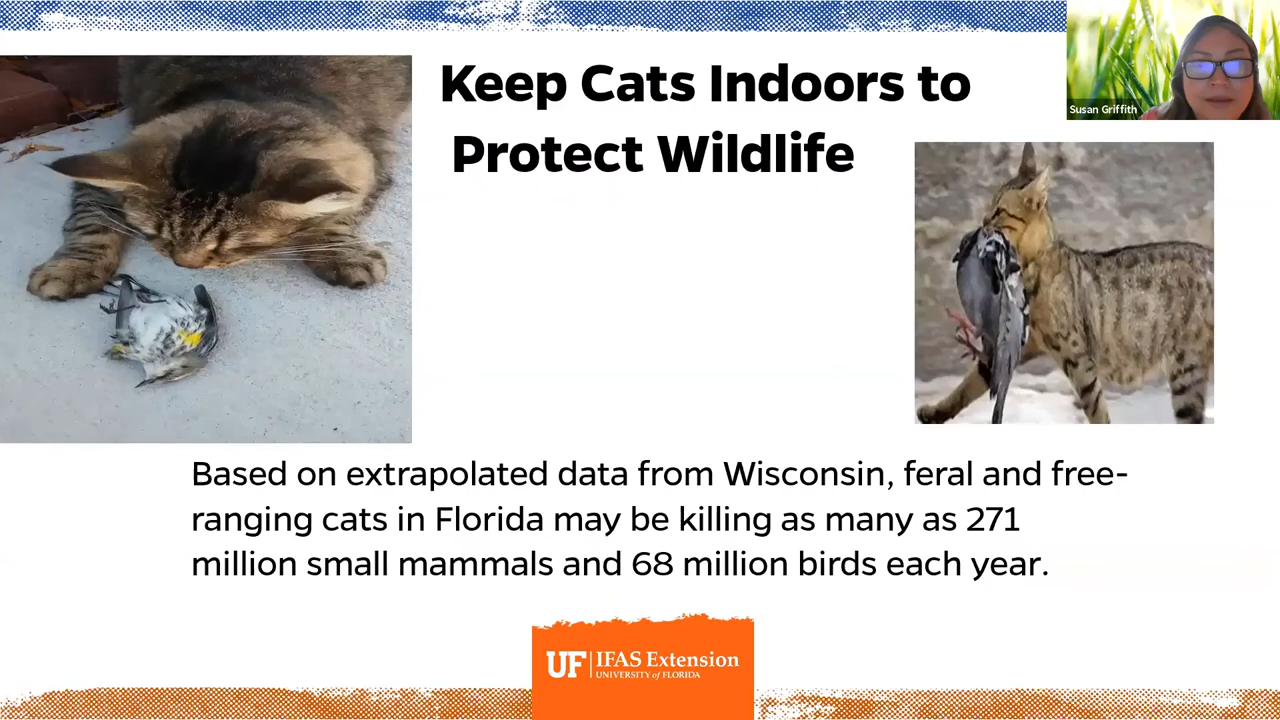 Keep Cats Indoors to
Protect Wildlife
Susan Griffith
Based on extrapolated data from Wisconsin, feral and free-
ranging cats in Florida may be killing as many as 271
million small mammals and 68 million birds each year.
UF IFAS Extension
UNIVERSITY of FLORIDA